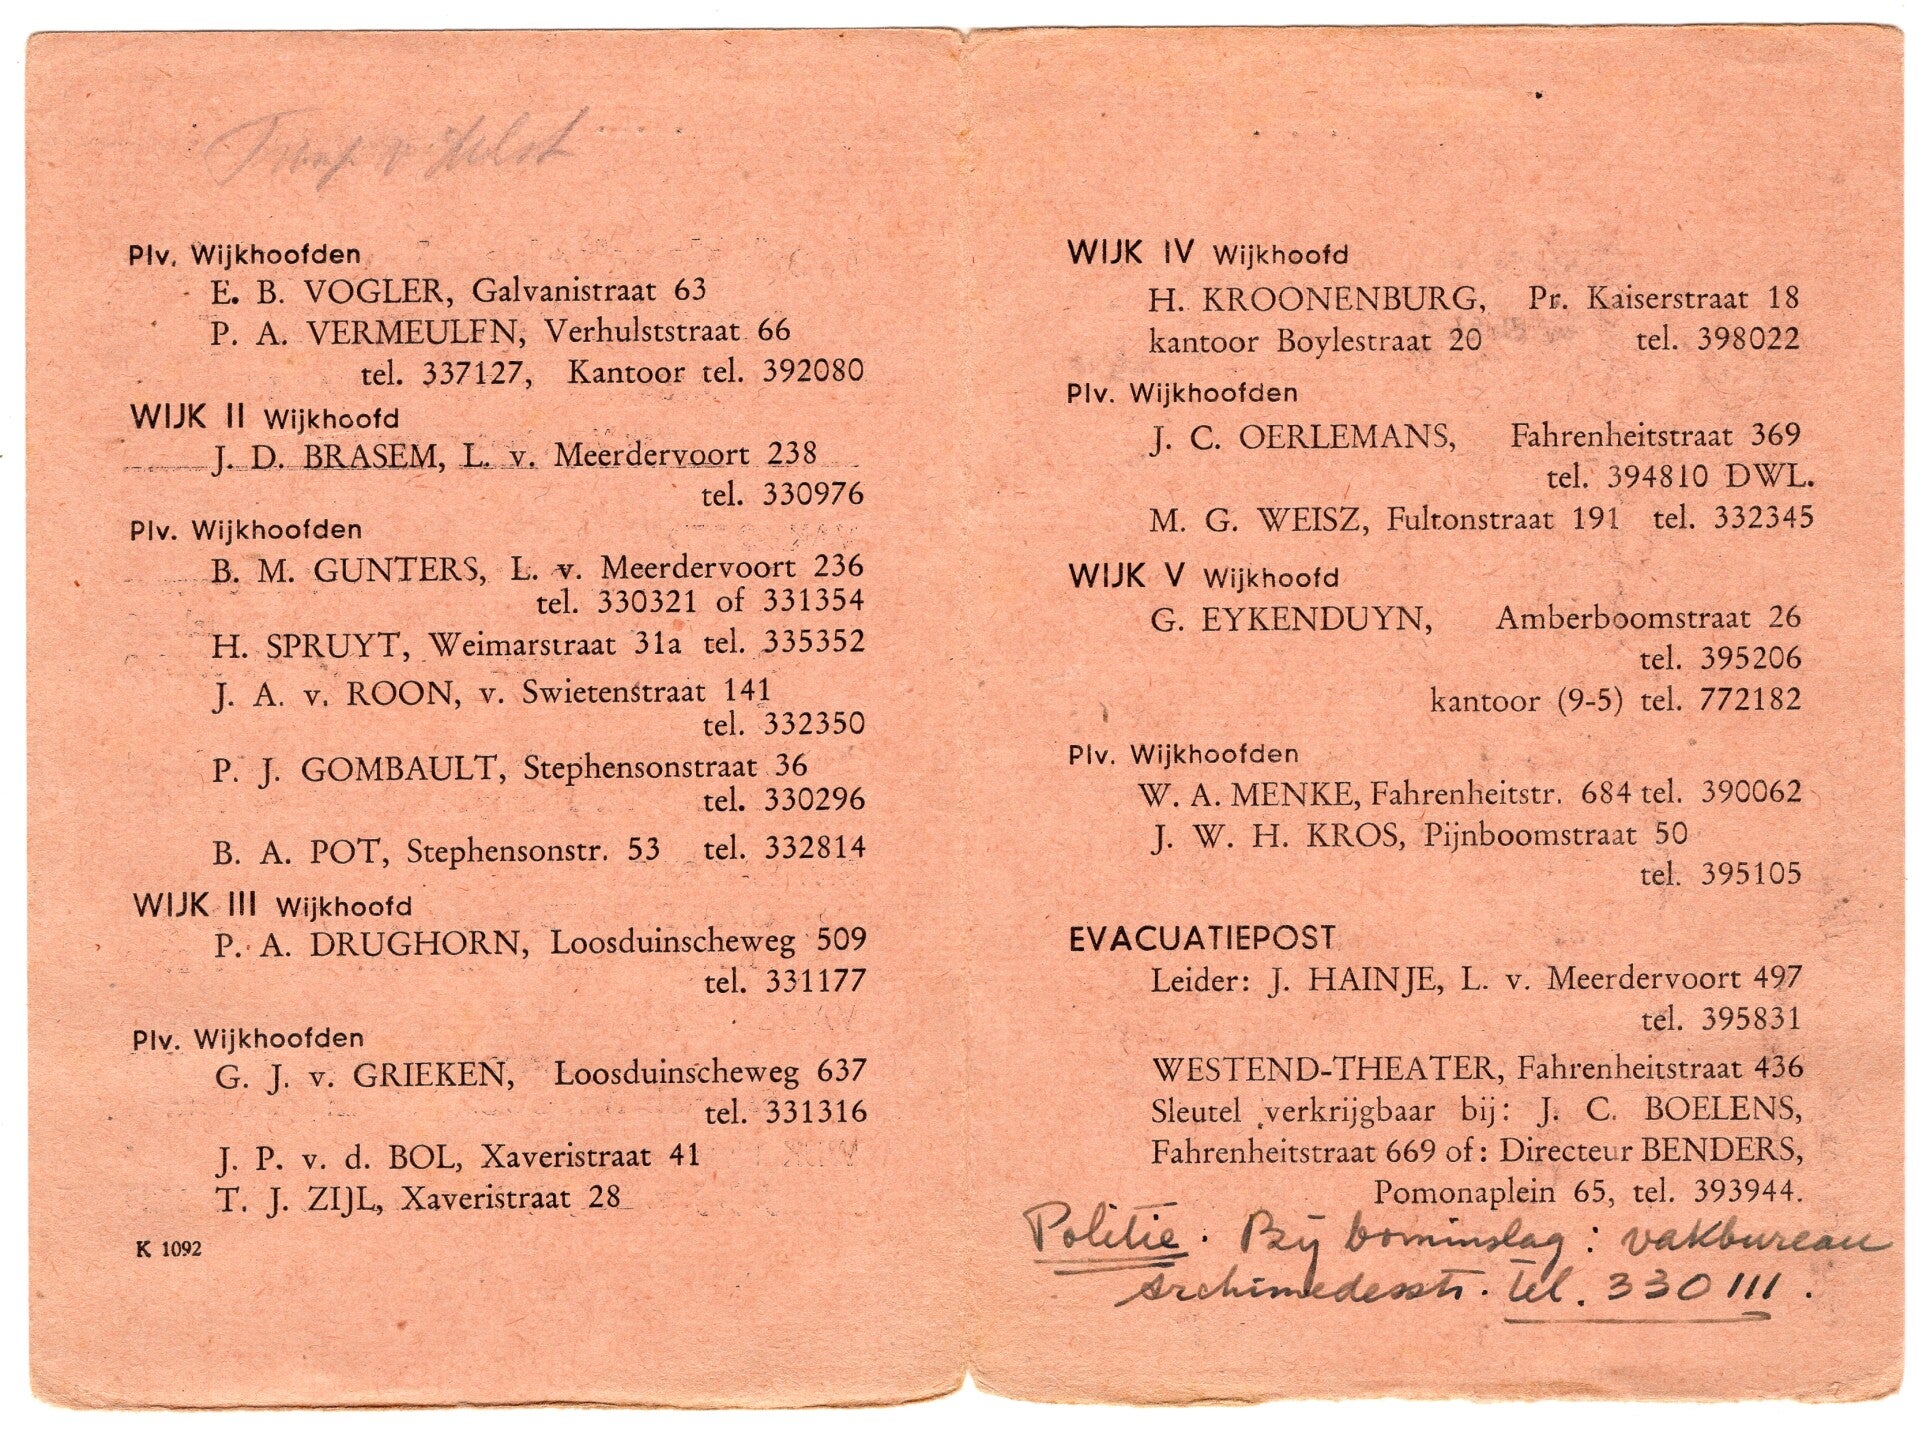 v
Plv. Wijkhoofden
E. B. VOGLER, Galvanistraat 63
P. A. VERMEULFN, Verhulststraat 66
tel. 337127, Kantoor tel. 392080
WIJK II Wijkhoofd
J. D. BRASEM, L. v. Meerdervoort 238
tel. 330976
Plv. Wijkhoofden
B. M. GUNTERS, L. v. Meerdervoort 236
tel. 330321 of 331354
H. SPRUYT, Weimarstraat 31a tel. 335352
J. A. v. ROON, v. Swietenstraat 141
tel. 332350
P. J. GOMBAULT, Stephensonstraat 36
tel. 330296
B. A. POT, Stephensonstr. 53 tel. 332814
WIJK III Wijkhoofd
P. A. DRUGHORN, Loosduinscheweg 509
tel. 331177
Plv. Wijkhoofden
G. J. v. GRIEKEN, Loosduinscheweg 637
tel. 331316
J. P. v. d. BOL, Xaveristraat 41
T. J. ZIJL, Xaveristraat 28
K 1092
WIJK IV Wijkhoofd
H. KROONENBURG, Pr. Kaiserstraat 18
kantoor Boylestraat 20 tel. 398022
Plv. Wijkhoofden
J. C. OERLEMANS, Fahrenheitstraat 369
tel. 394810 DWL.
M. G. WEISZ, Fultonstraat 191 tel. 332345
WIJK V Wijkhoofd
G. EYKENDUYN, Amberboomstraat 26
tel. 395206
kantoor (9-5) tel. 772182
Plv. Wijkhoofden
W. A. MENKE, Fahrenheitstr. 684 tel. 390062
J. W. H. KROS, Pijnboomstraat 50
tel. 395105
EVACUATIEPOST
Leider: J. HAINJE, L. v. Meerdervoort 497
tel. 395831
WESTEND-THEATER, Fahrenheitstraat 436
Sleutel verkrijgbaar bij: J. C. BOELENS,
Fahrenheitstraat 669 of: Directeur BENDERS,
Pomonaplein 65, tel. 393944.
Politie. Bij bominslag: vakbureau
Archimedesstr. tel. 330111.